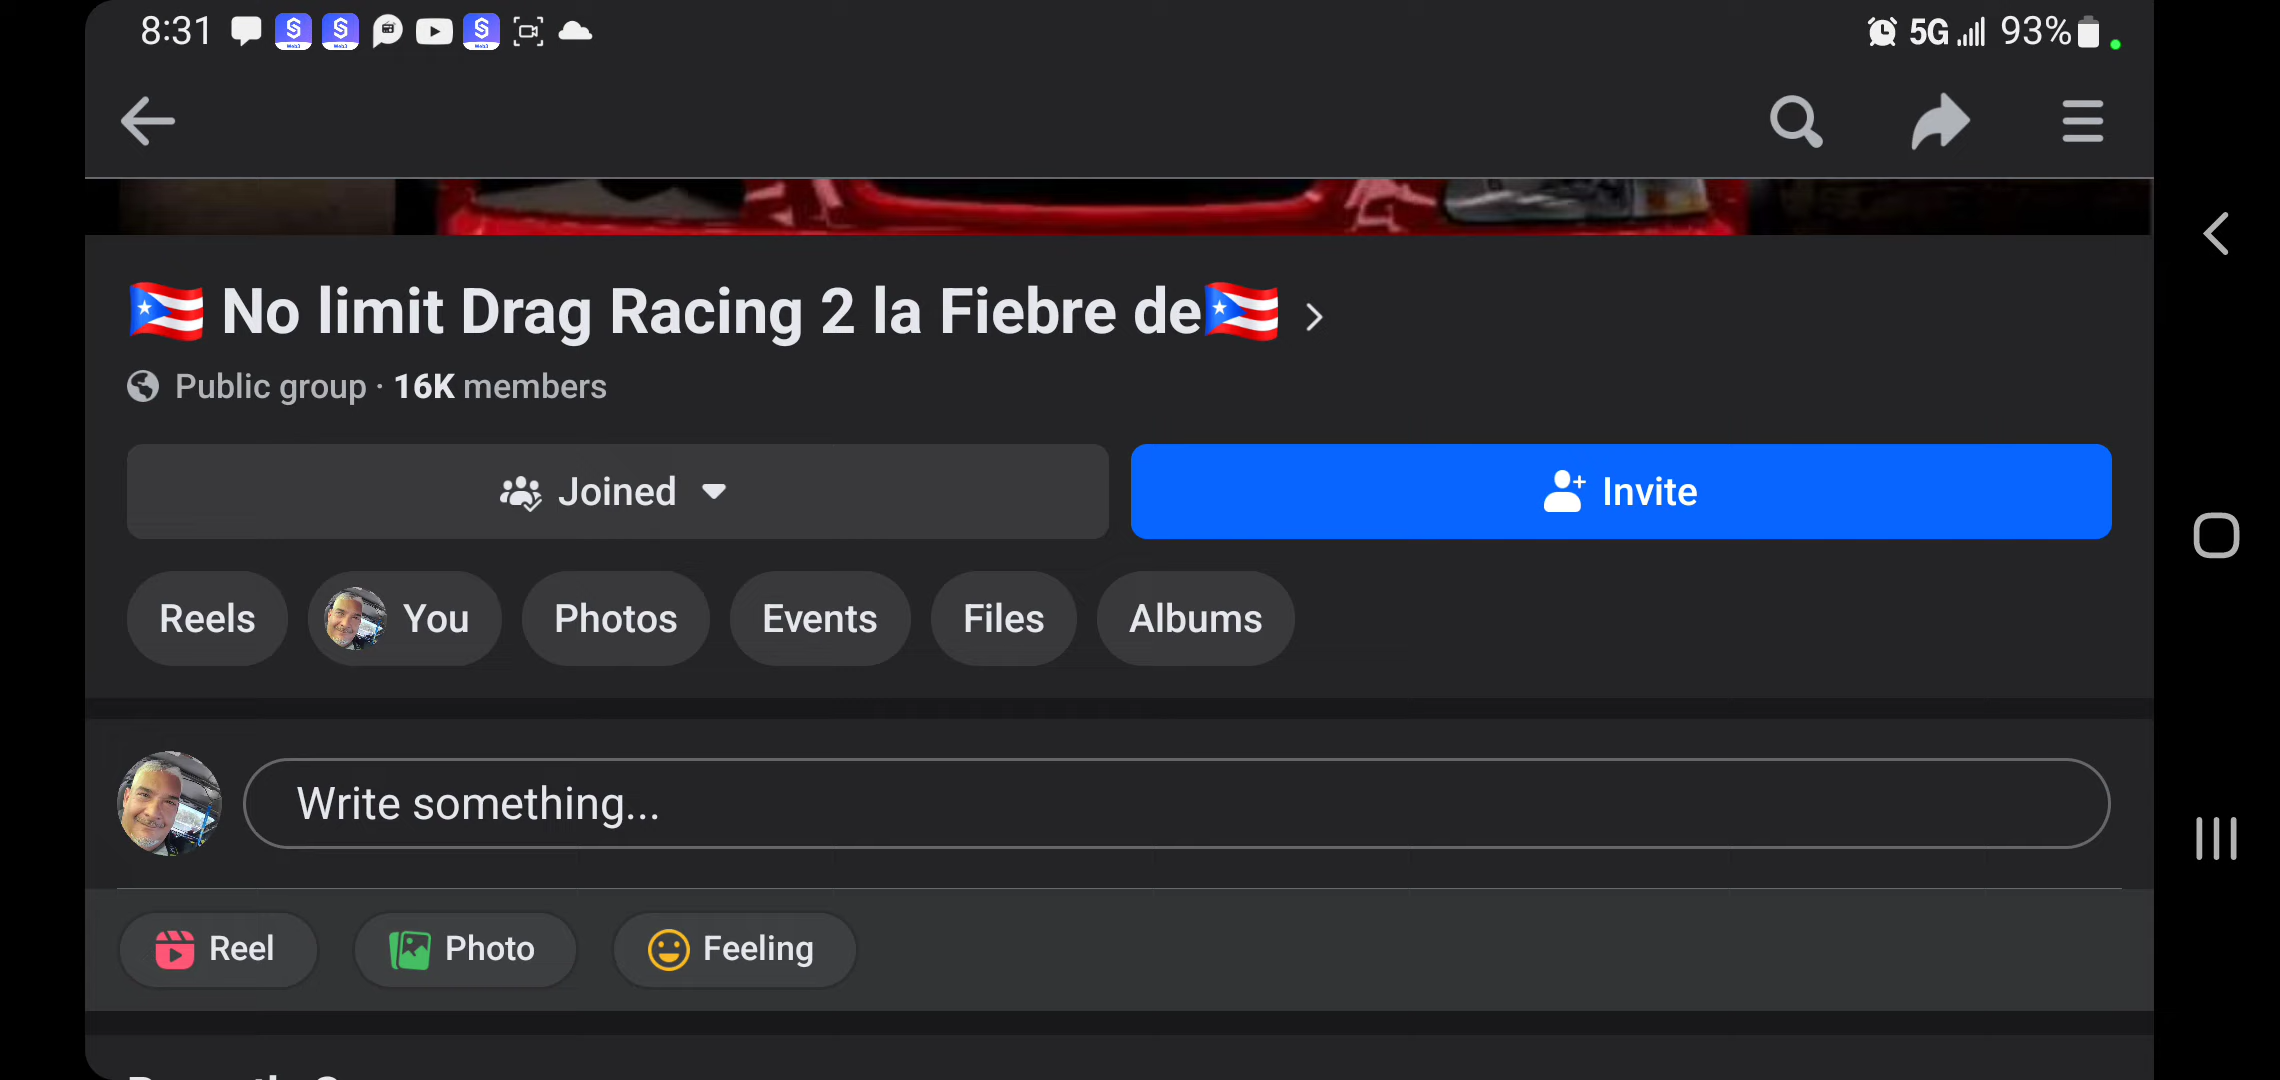 8:31 5G 93%
🇵🇷 No limit Drag Racing 2 la Fiebre de🇵🇷
Public group · 16K members
Joined Invite
Reels You Photos Events Files Albums
Write something...
Reel Photo Feeling